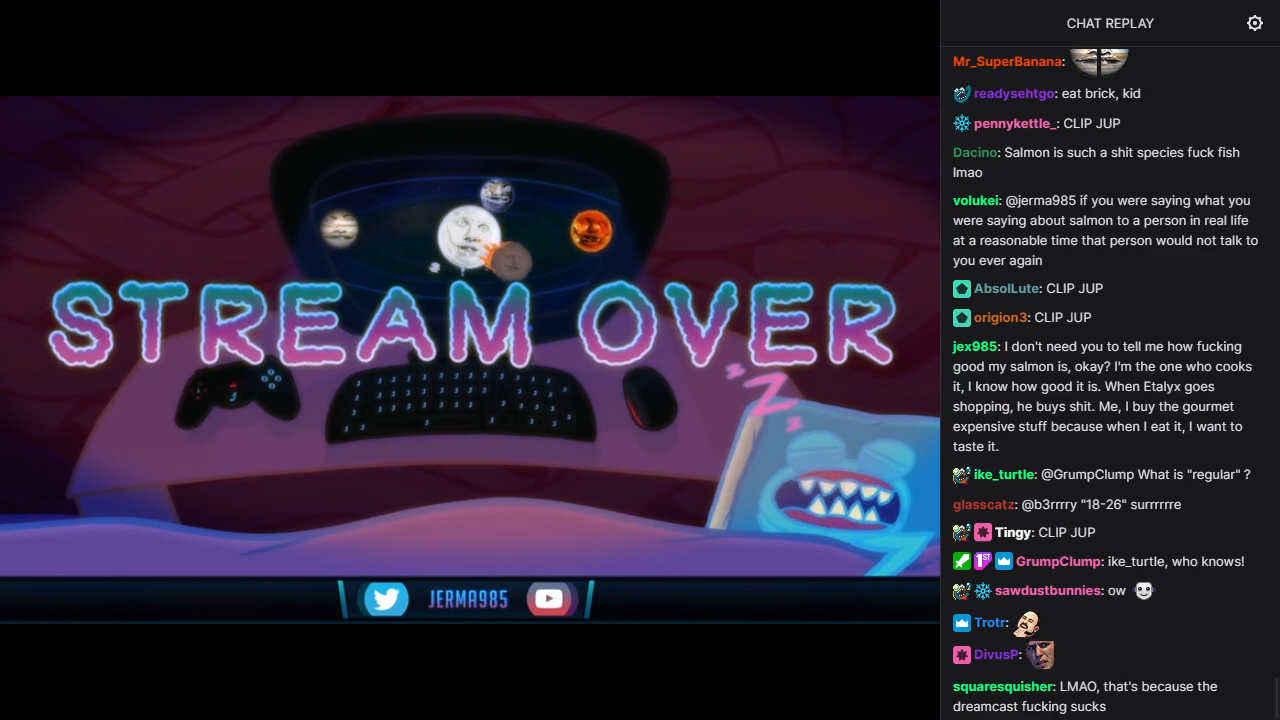 STREAM OVER
z
Z
z
JERMA985
CHAT REPLAY
Mr_SuperBanana:
readysehtgo: eat brick, kid
pennykettle_: CLIP JUP
Dacino: Salmon is such a shit species fuck fish
lmao
volukei: @jerma985 if you were saying what you
were saying about salmon to a person in real life
at a reasonable time that person would not talk to
you ever again
AbsolLute: CLIP JUP
origion3: CLIP JUP
jex985: I don't need you to tell me how fucking
good my salmon is, okay? I'm the one who cooks
it, I know how good it is. When Etalyx goes
shopping, he buys shit. Me, I buy the gourmet
expensive stuff because when I eat it, I want to
taste it.
ike_turtle: @GrumpClump What is "regular" ?
glasscatz: @b3rrrry "18-26" surrrrrre
Tingy: CLIP JUP
1ST GrumpClump: ike_turtle, who knows!
sawdustbunnies: ow
Trotr:
DivusP:
squaresquisher: LMAO, that's because the
dreamcast fucking sucks